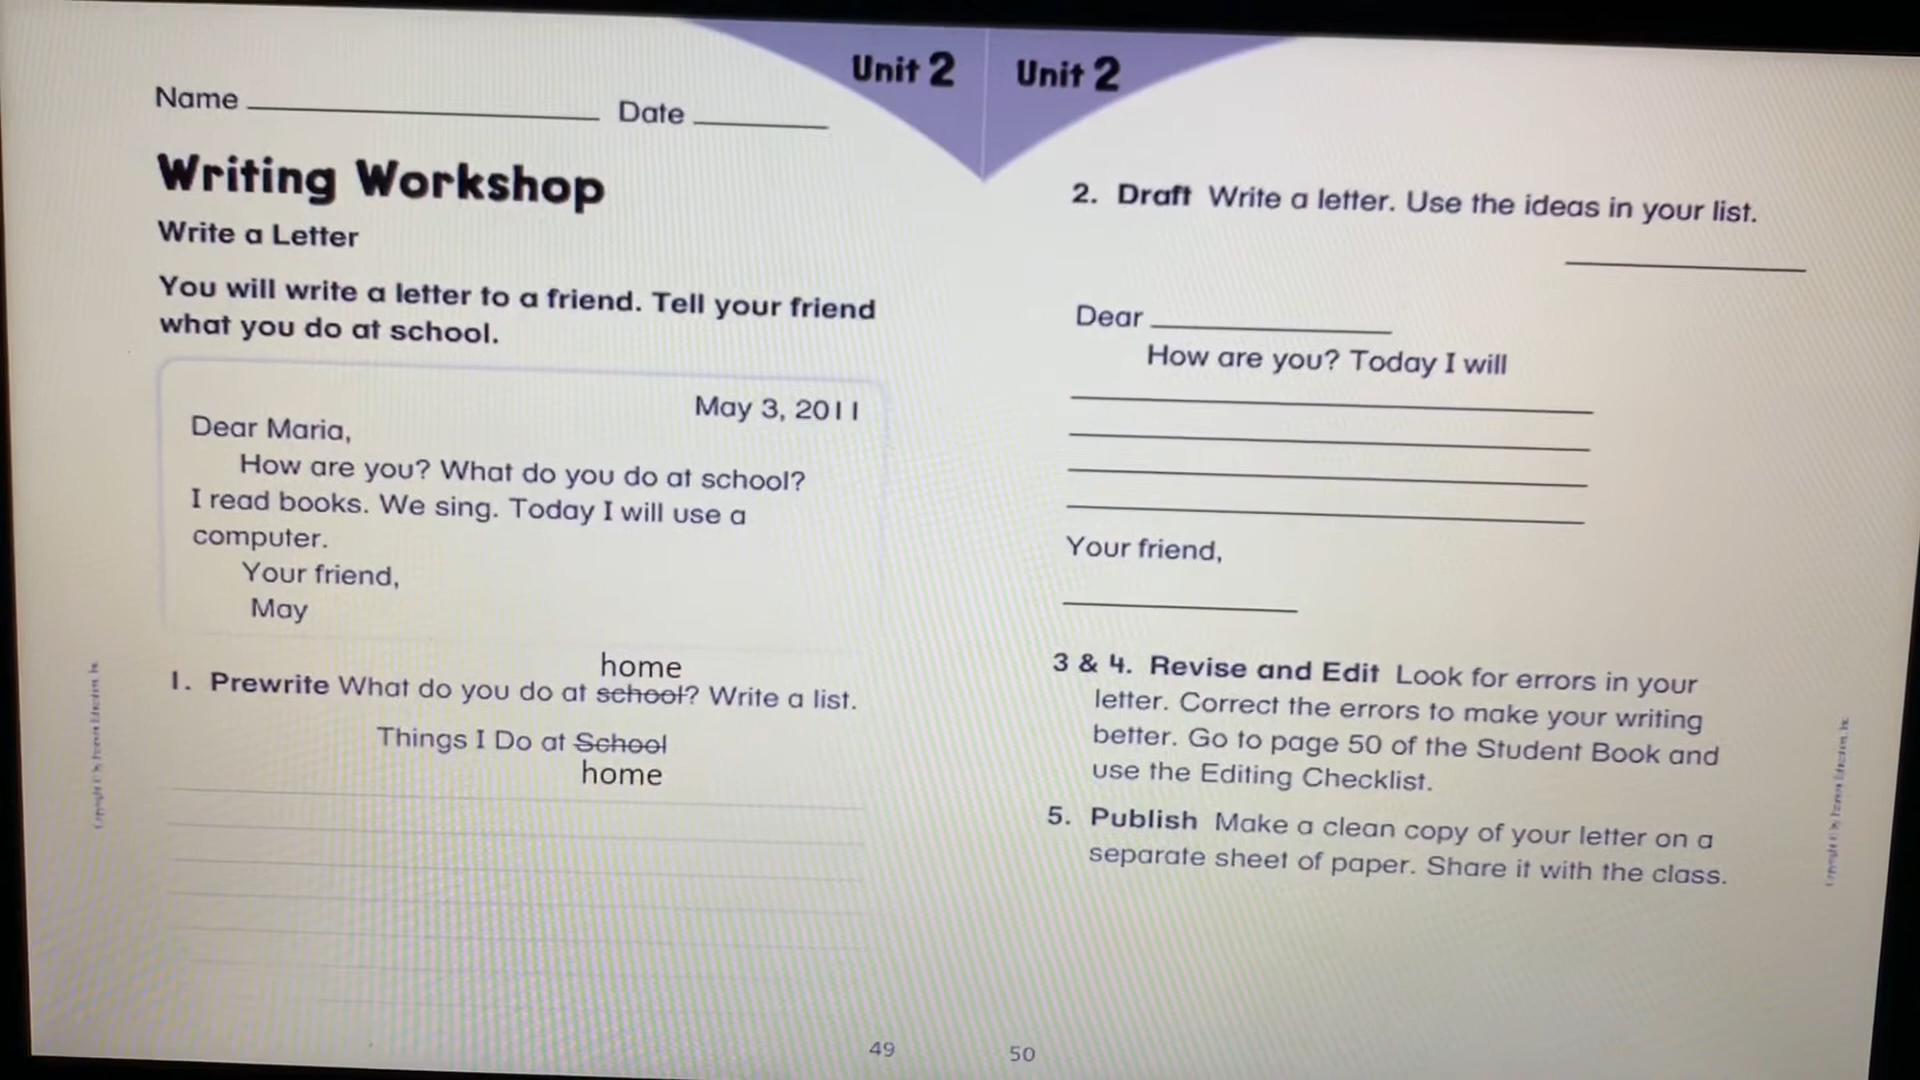 Unit 2
Name Date
Writing Workshop
Write a Letter
You will write a letter to a friend. Tell your friend
what you do at school.
May 3, 2011
Dear Maria,
How are you? What do you do at school?
I read books. We sing. Today I will use a
computer.
Your friend,
May
home
1. Prewrite What do you do at school? Write a list.
Things I Do at School
home
49
Unit 2
2. Draft Write a letter. Use the ideas in your list.
Dear
How are you? Today I will
Your friend,
3 & 4. Revise and Edit Look for errors in your
letter. Correct the errors to make your writing
better. Go to page 50 of the Student Book and
use the Editing Checklist.
5. Publish Make a clean copy of your letter on a
separate sheet of paper. Share it with the class.
50